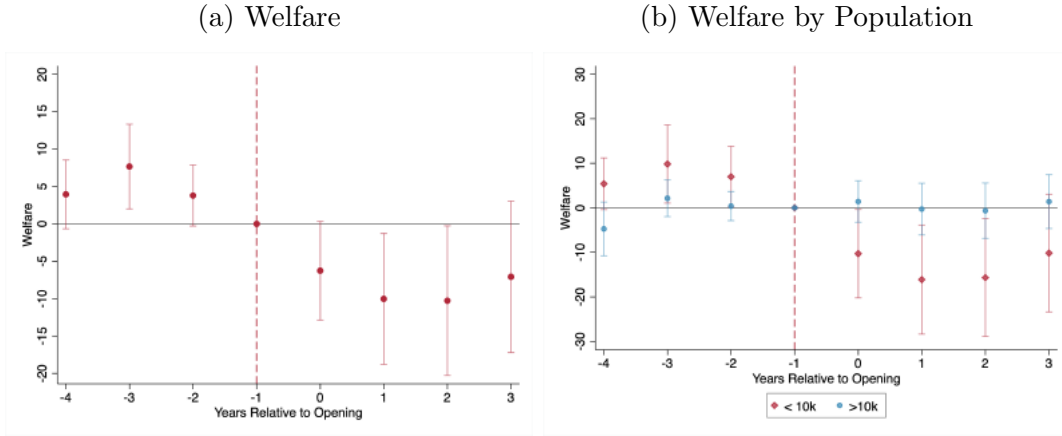 (a) Welfare
20
15
10
5
0
-5
-10
-15
-20
Welfare
-4 -3 -2 -1 0 1 2 3
Years Relative to Opening
(b) Welfare by Population
30
20
10
0
-10
-20
-30
Welfare
-4 -3 -2 -1 0 1 2 3
Years Relative to Opening
< 10k >10k